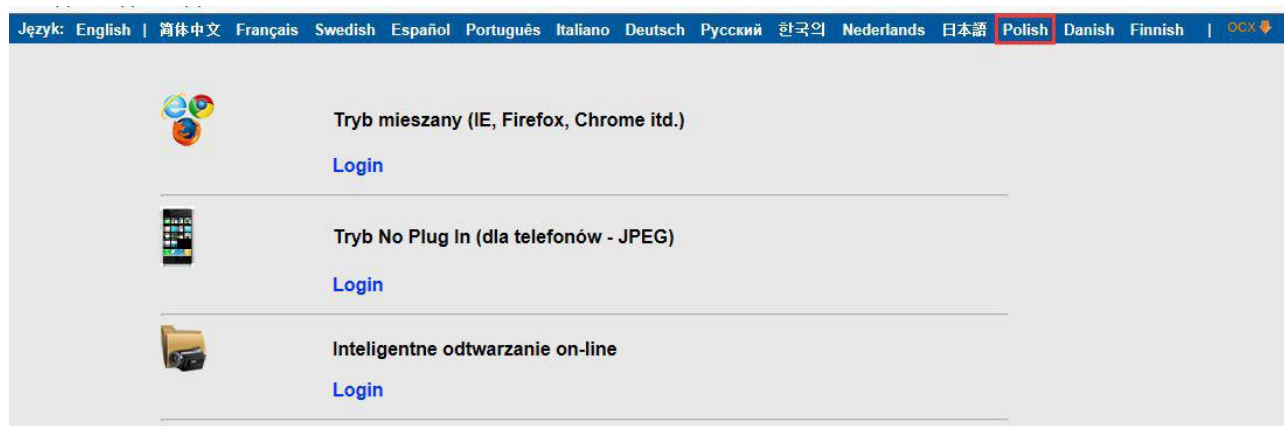 Język: English | 简体中文 Français Swedish Español Português Italiano Deutsch Русский 한국의 Nederlands 日本語 Polish Danish Finnish | OCX
Tryb mieszany (IE, Firefox, Chrome itd.)
Login
Tryb No Plug In (dla telefonów - JPEG)
Login
Inteligentne odtwarzanie on-line
Login